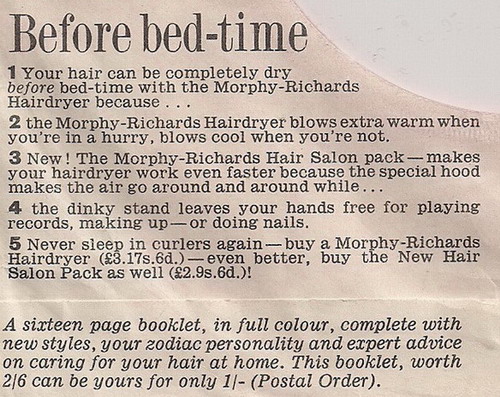 Before bed-time
1 Your hair can be completely dry
before bed-time with the Morphy-Richards
Hairdryer because . . .
2 the Morphy-Richards Hairdryer blows extra warm when
you're in a hurry, blows cool when you're not.
3 New! The Morphy-Richards Hair Salon pack — makes
your hairdryer work even faster because the special hood
makes the air go around and around while . . .
4 the dinky stand leaves your hands free for playing
records, making up — or doing nails.
5 Never sleep in curlers again — buy a Morphy-Richards
Hairdryer (£3.17s.6d.) — even better, buy the New Hair
Salon Pack as well (£2.9s.6d.)!
A sixteen page booklet, in full colour, complete with
new styles, your zodiac personality and expert advice
on caring for your hair at home. This booklet, worth
2/6 can be yours for only 1/- (Postal Order).